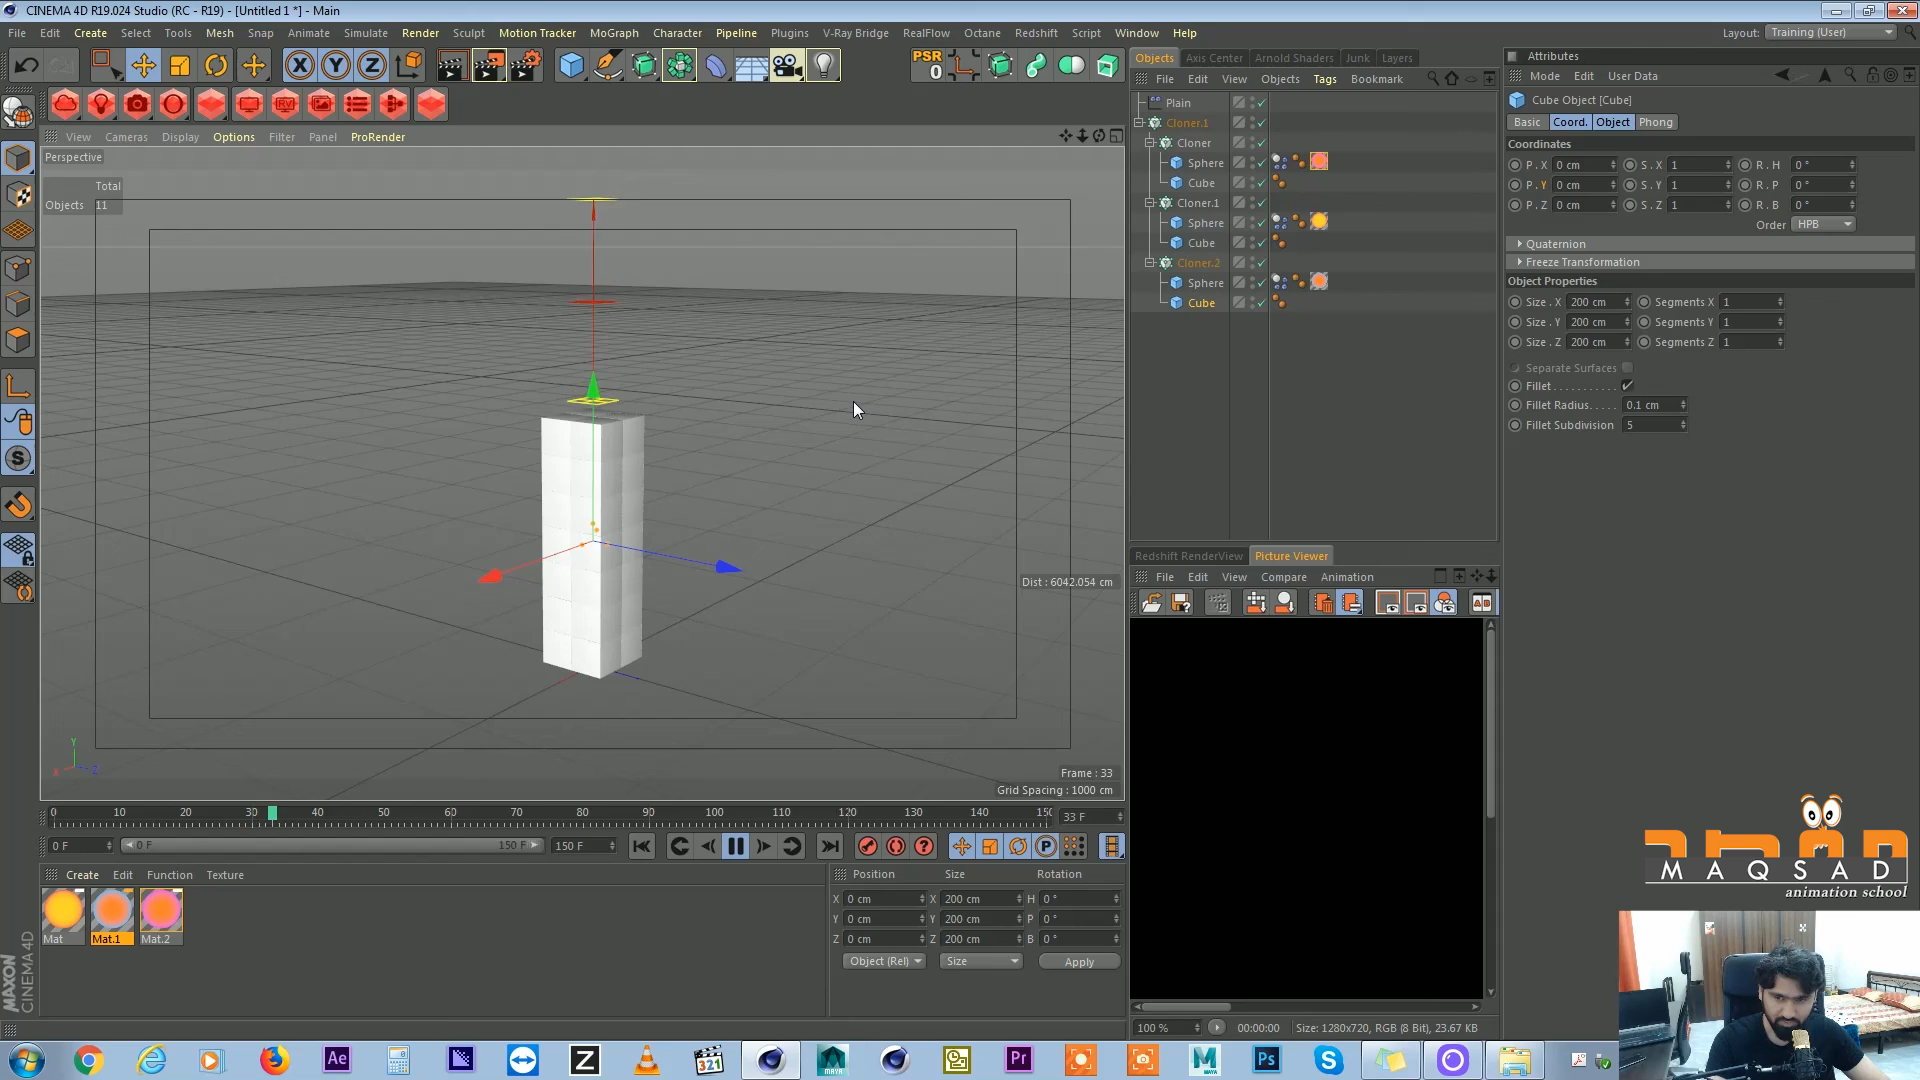 CINEMA 4D R19.024 Studio (RC - R19) - [Untitled 1 *] - Main
File Edit Create Select Tools Mesh Snap Animate Simulate Render Sculpt Motion Tracker MoGraph Character Pipeline Plugins V-Ray Bridge RealFlow Octane Redshift Script Window Help
Layout: Training (User)
PSR
0
Objects Axis Center Arnold Shaders Junk Layers
File Edit View Objects Tags Bookmark
Plain
Cloner.1
Cloner
Sphere
Cube
Cloner.1
Sphere
Cube
Cloner.2
Sphere
Cube
View Cameras Display Options Filter Panel ProRender
Perspective
Total
Objects 11
Dist : 6042.054 cm
Frame : 33
Grid Spacing : 1000 cm
Attributes
Mode Edit User Data
Cube Object [Cube]
Basic Coord. Object Phong
Coordinates
P . X 0 cm S . X 1 R . H 0 °
P . Y 0 cm S . Y 1 R . P 0 °
P . Z 0 cm S . Z 1 R . B 0 °
Order HPB
Quaternion
Freeze Transformation
Object Properties
Size . X 200 cm Segments X 1
Size . Y 200 cm Segments Y 1
Size . Z 200 cm Segments Z 1
Separate Surfaces
Fillet . . . . . . . . . . .
Fillet Radius. . . . . 0.1 cm
Fillet Subdivision 5
Redshift RenderView Picture Viewer
File Edit View Compare Animation
100 % 00:00:00 Size: 1280x720, RGB (8 Bit), 23.67 KB
0 10 20 30 40 50 60 70 80 90 100 110 120 130 140 150 33 F
0 F 0 F 150 F 150 F
Create Edit Function Texture
Mat Mat.1 Mat.2
Position Size Rotation
X 0 cm X 200 cm H 0 °
Y 0 cm Y 200 cm P 0 °
Z 0 cm Z 200 cm B 0 °
Object (Rel) Size Apply
MAXON
CINEMA 4D
MAQSAD
animation school